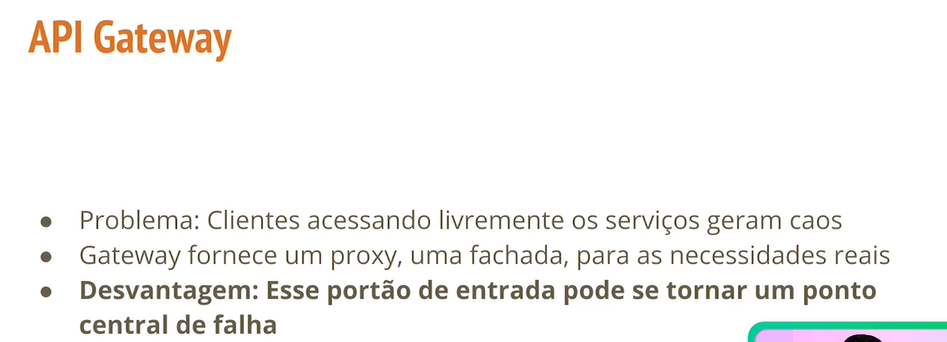 API Gateway
● Problema: Clientes acessando livremente os serviços geram caos
● Gateway fornece um proxy, uma fachada, para as necessidades reais
● Desvantagem: Esse portão de entrada pode se tornar um ponto
central de falha